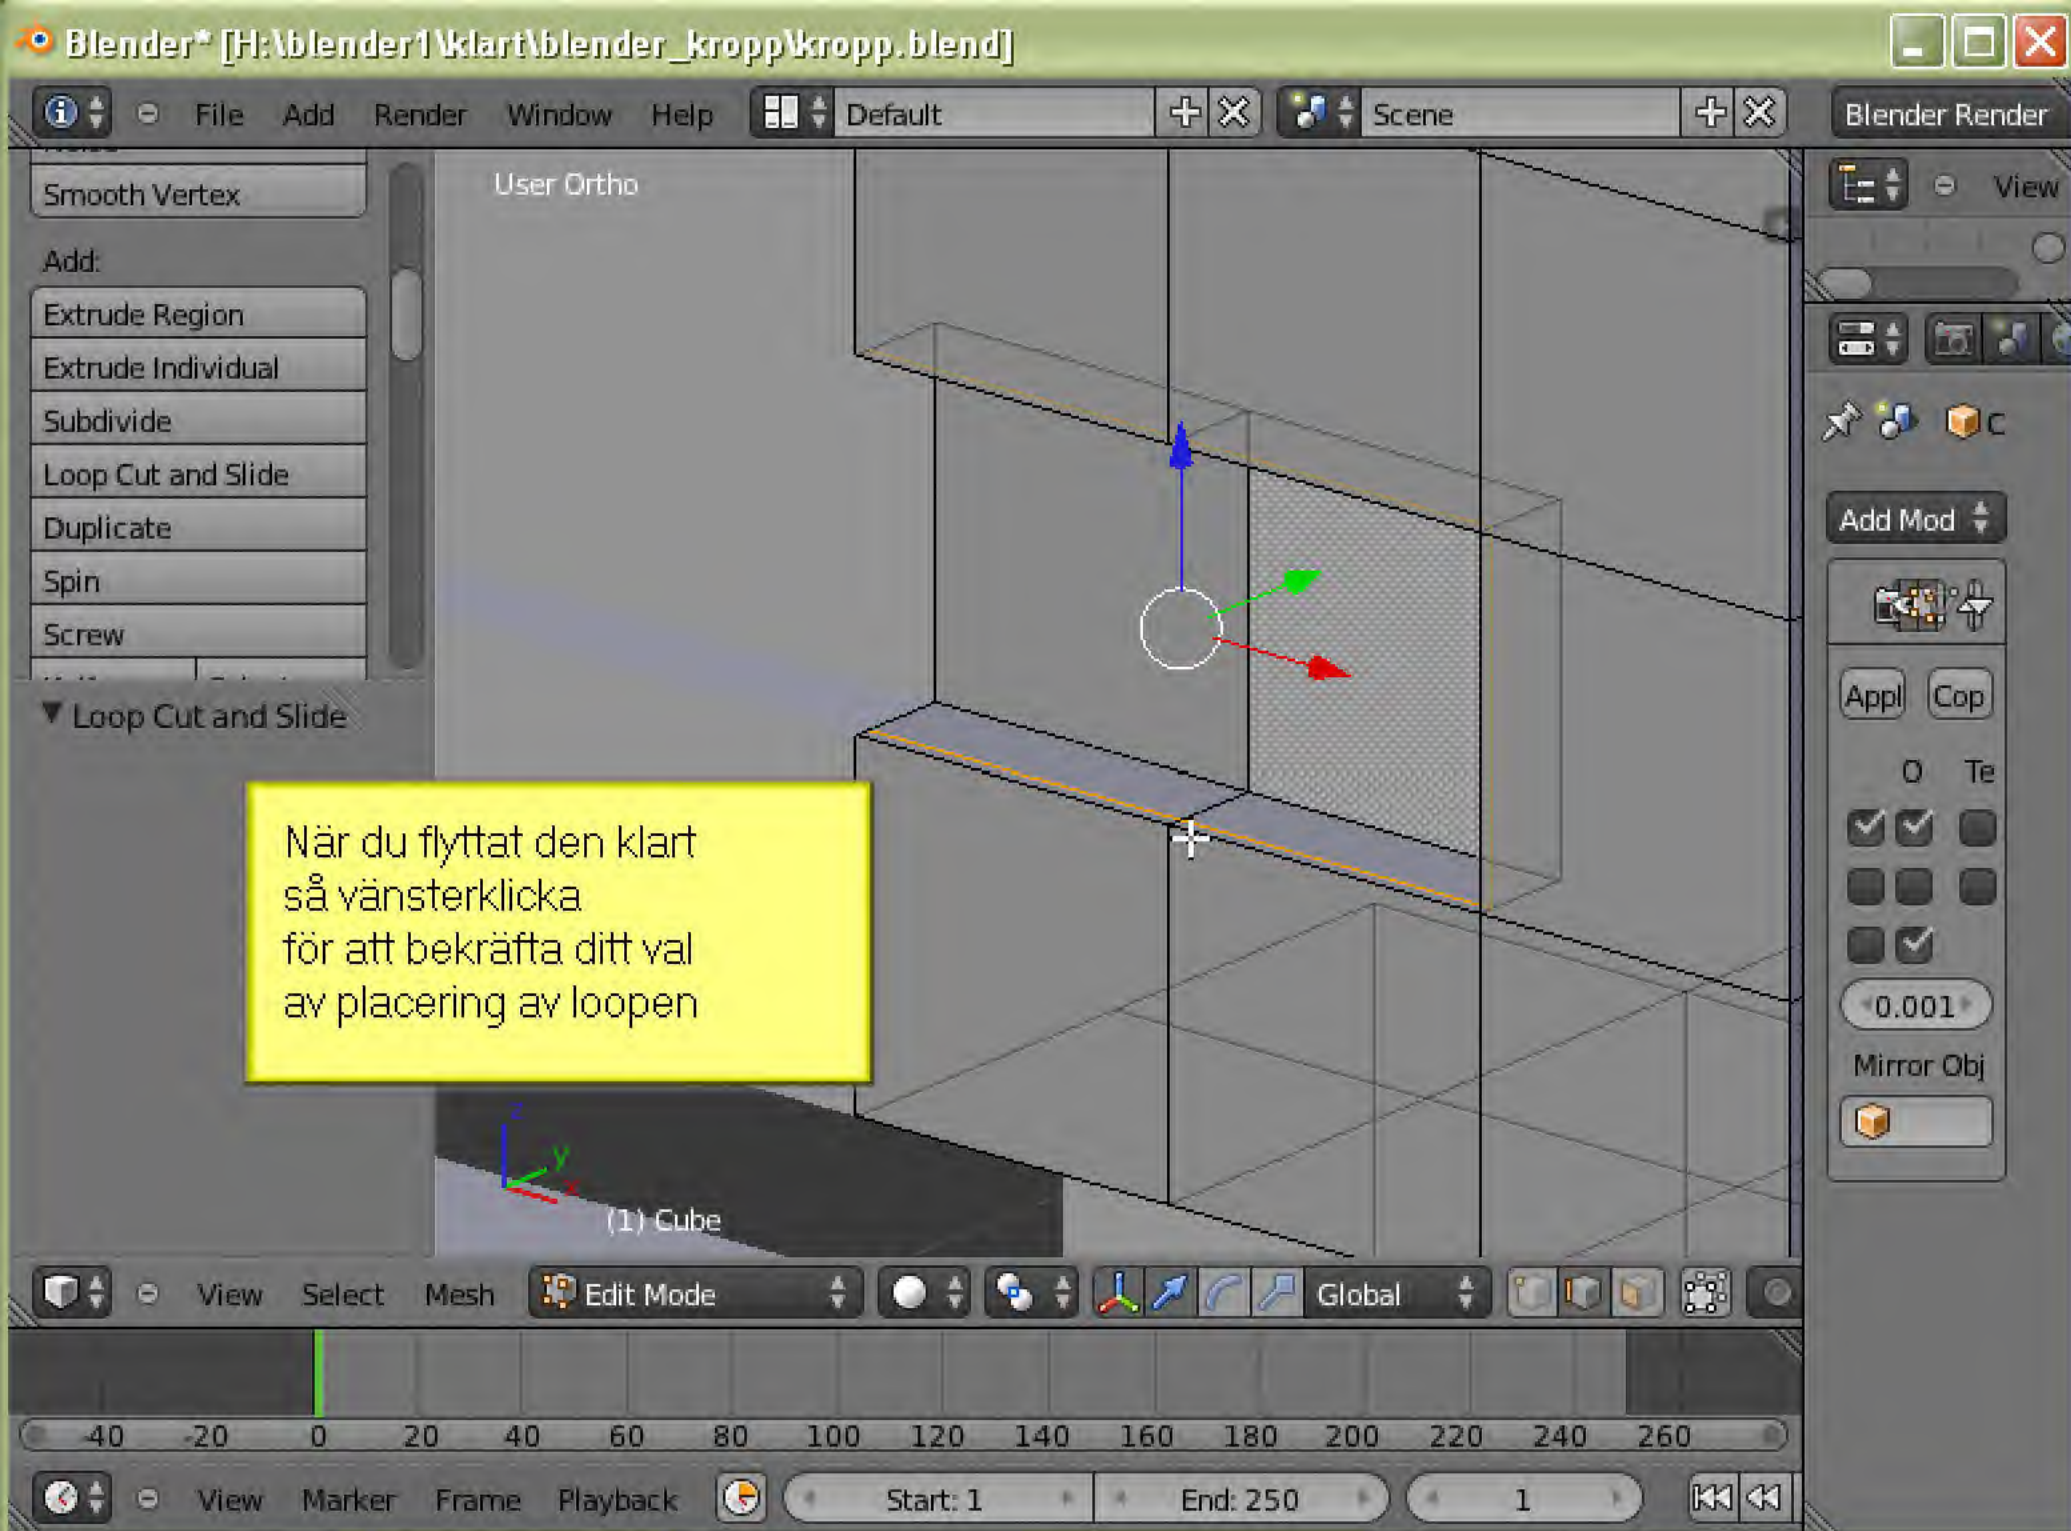 Blender* [H:\blender1\klart\blender_kropp\kropp.blend]
File Add Render Window Help Default Scene Blender Render
Smooth Vertex
User Ortho
View
Add:
Extrude Region
Extrude Individual
Subdivide
Loop Cut and Slide
Duplicate
Spin
Screw
Loop Cut and Slide
När du flyttat den klart
så vänsterklicka
för att bekräfta ditt val
av placering av loopen
z
y
x
(1) Cube
C
Add Mod
Appl Cop
O Te
0.001
Mirror Obj
View Select Mesh Edit Mode Global
-40 -20 0 20 40 60 80 100 120 140 160 180 200 220 240 260
View Marker Frame Playback Start: 1 End: 250 1